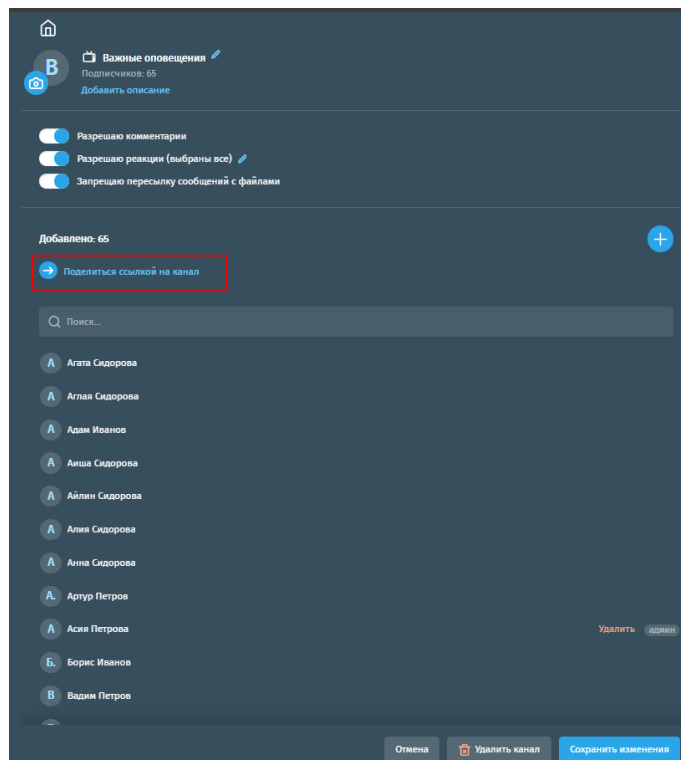 В
Важные оповещения
Подписчиков: 65
Добавить описание
Разрешаю комментарии
Разрешаю реакции (выбраны все)
Запрещаю пересылку сообщений с файлами
Добавлено: 65
Поделиться ссылкой на канал
Поиск...
А Агата Сидорова
А Аглая Сидорова
А Адам Иванов
А Аиша Сидорова
А Айлин Сидорова
А Алия Сидорова
А Анна Сидорова
А. Артур Петров
А Асия Петрова Удалить админ
Б. Борис Иванов
В Вадим Петров
Отмена Удалить канал Сохранить изменения